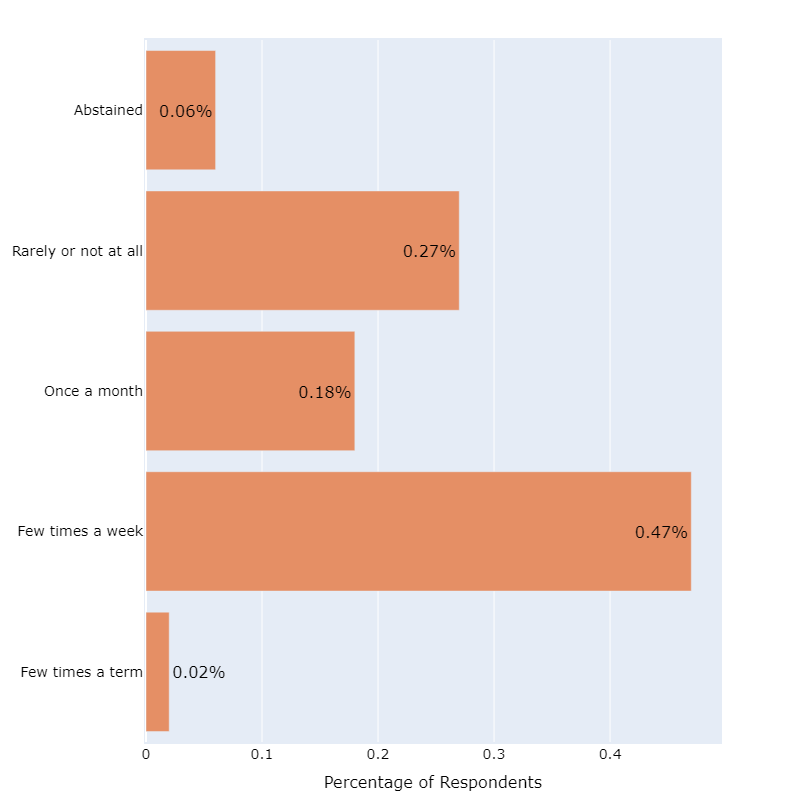 Abstained
0.06%
Rarely or not at all
0.27%
Once a month
0.18%
Few times a week
0.47%
Few times a term
0.02%
0 0.1 0.2 0.3 0.4
Percentage of Respondents